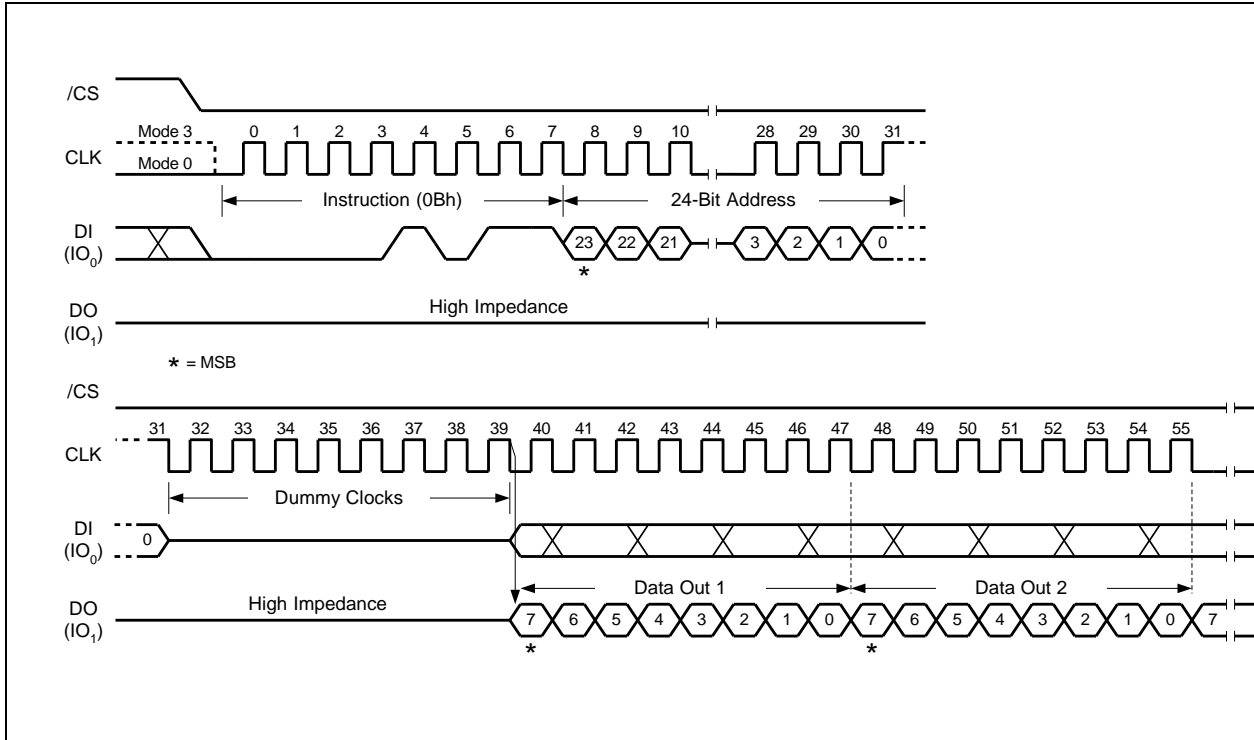 /CS
Mode 3 0 1 2 3 4 5 6 7 8 9 10 28 29 30 31
CLK
Mode 0
Instruction (0Bh) 24-Bit Address
DI
(IO0)
23 22 21 3 2 1 0
*
High Impedance
DO
(IO1)
* = MSB
/CS
31 32 33 34 35 36 37 38 39 40 41 42 43 44 45 46 47 48 49 50 51 52 53 54 55
CLK
Dummy Clocks
DI
(IO0)
0
Data Out 1 Data Out 2
High Impedance
DO
(IO1)
7 6 5 4 3 2 1 0 7 6 5 4 3 2 1 0 7
* *